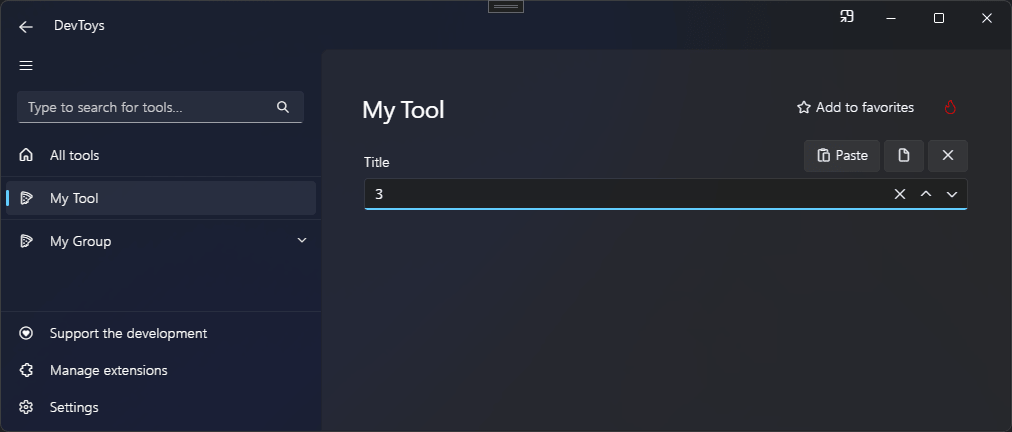 DevToys
Type to search for tools...
All tools
My Tool
My Group
Support the development
Manage extensions
Settings
My Tool
Add to favorites
Title
Paste
3